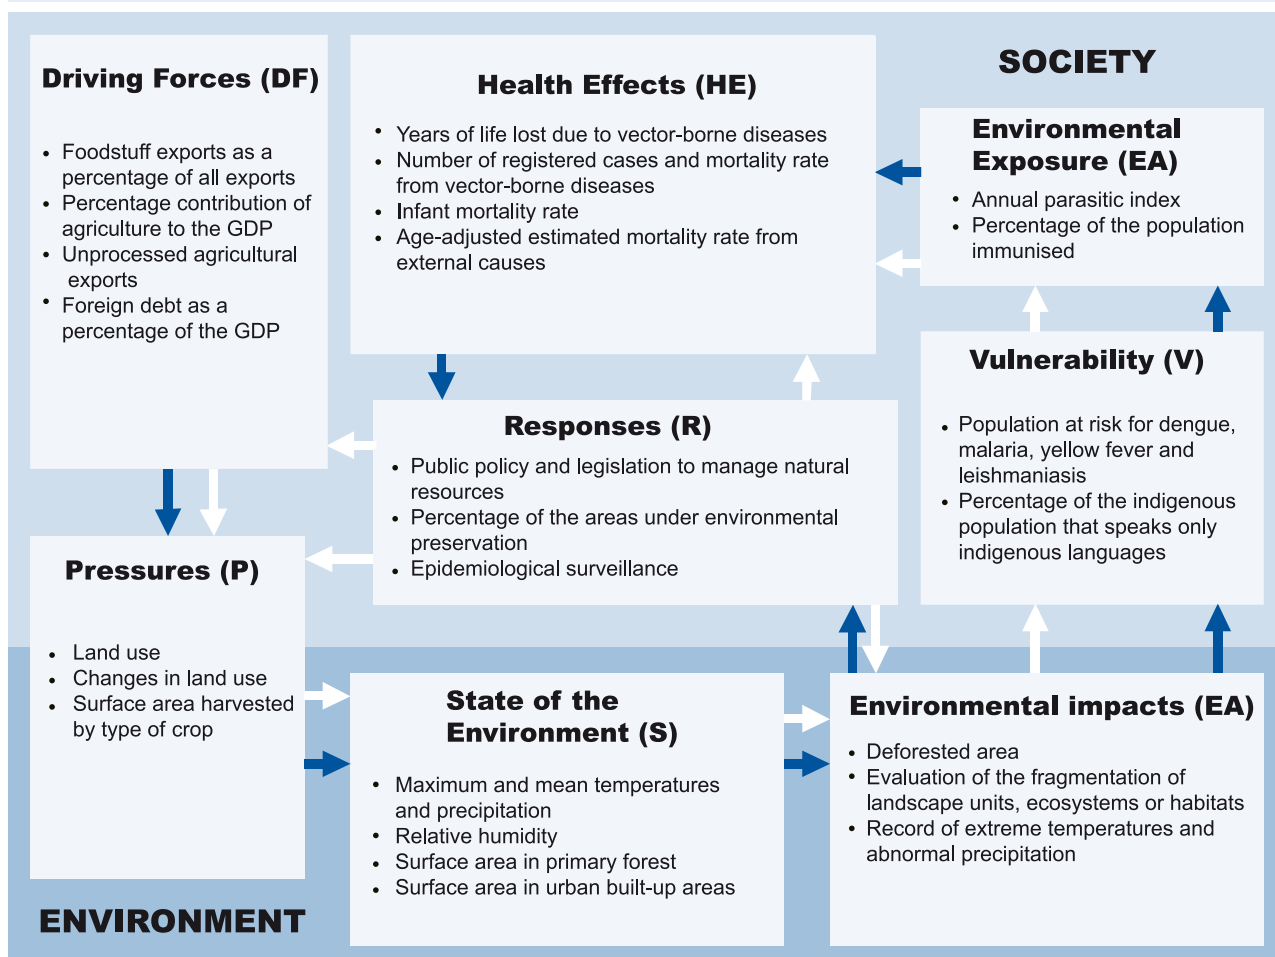 Driving Forces (DF)
• Foodstuff exports as a
percentage of all exports
• Percentage contribution of
agriculture to the GDP
• Unprocessed agricultural
exports
• Foreign debt as a
percentage of the GDP
Health Effects (HE)
• Years of life lost due to vector-borne diseases
• Number of registered cases and mortality rate
from vector-borne diseases
• Infant mortality rate
• Age-adjusted estimated mortality rate from
external causes
SOCIETY
Environmental
Exposure (EA)
• Annual parasitic index
• Percentage of the population
immunised
Vulnerability (V)
• Population at risk for dengue,
malaria, yellow fever and
leishmaniasis
• Percentage of the indigenous
population that speaks only
indigenous languages
Responses (R)
• Public policy and legislation to manage natural
resources
• Percentage of the areas under environmental
preservation
• Epidemiological surveillance
Pressures (P)
• Land use
• Changes in land use
• Surface area harvested
by type of crop
State of the
Environment (S)
• Maximum and mean temperatures
and precipitation
• Relative humidity
• Surface area in primary forest
• Surface area in urban built-up areas
Environmental impacts (EA)
• Deforested area
• Evaluation of the fragmentation of
landscape units, ecosystems or habitats
• Record of extreme temperatures and
abnormal precipitation
ENVIRONMENT